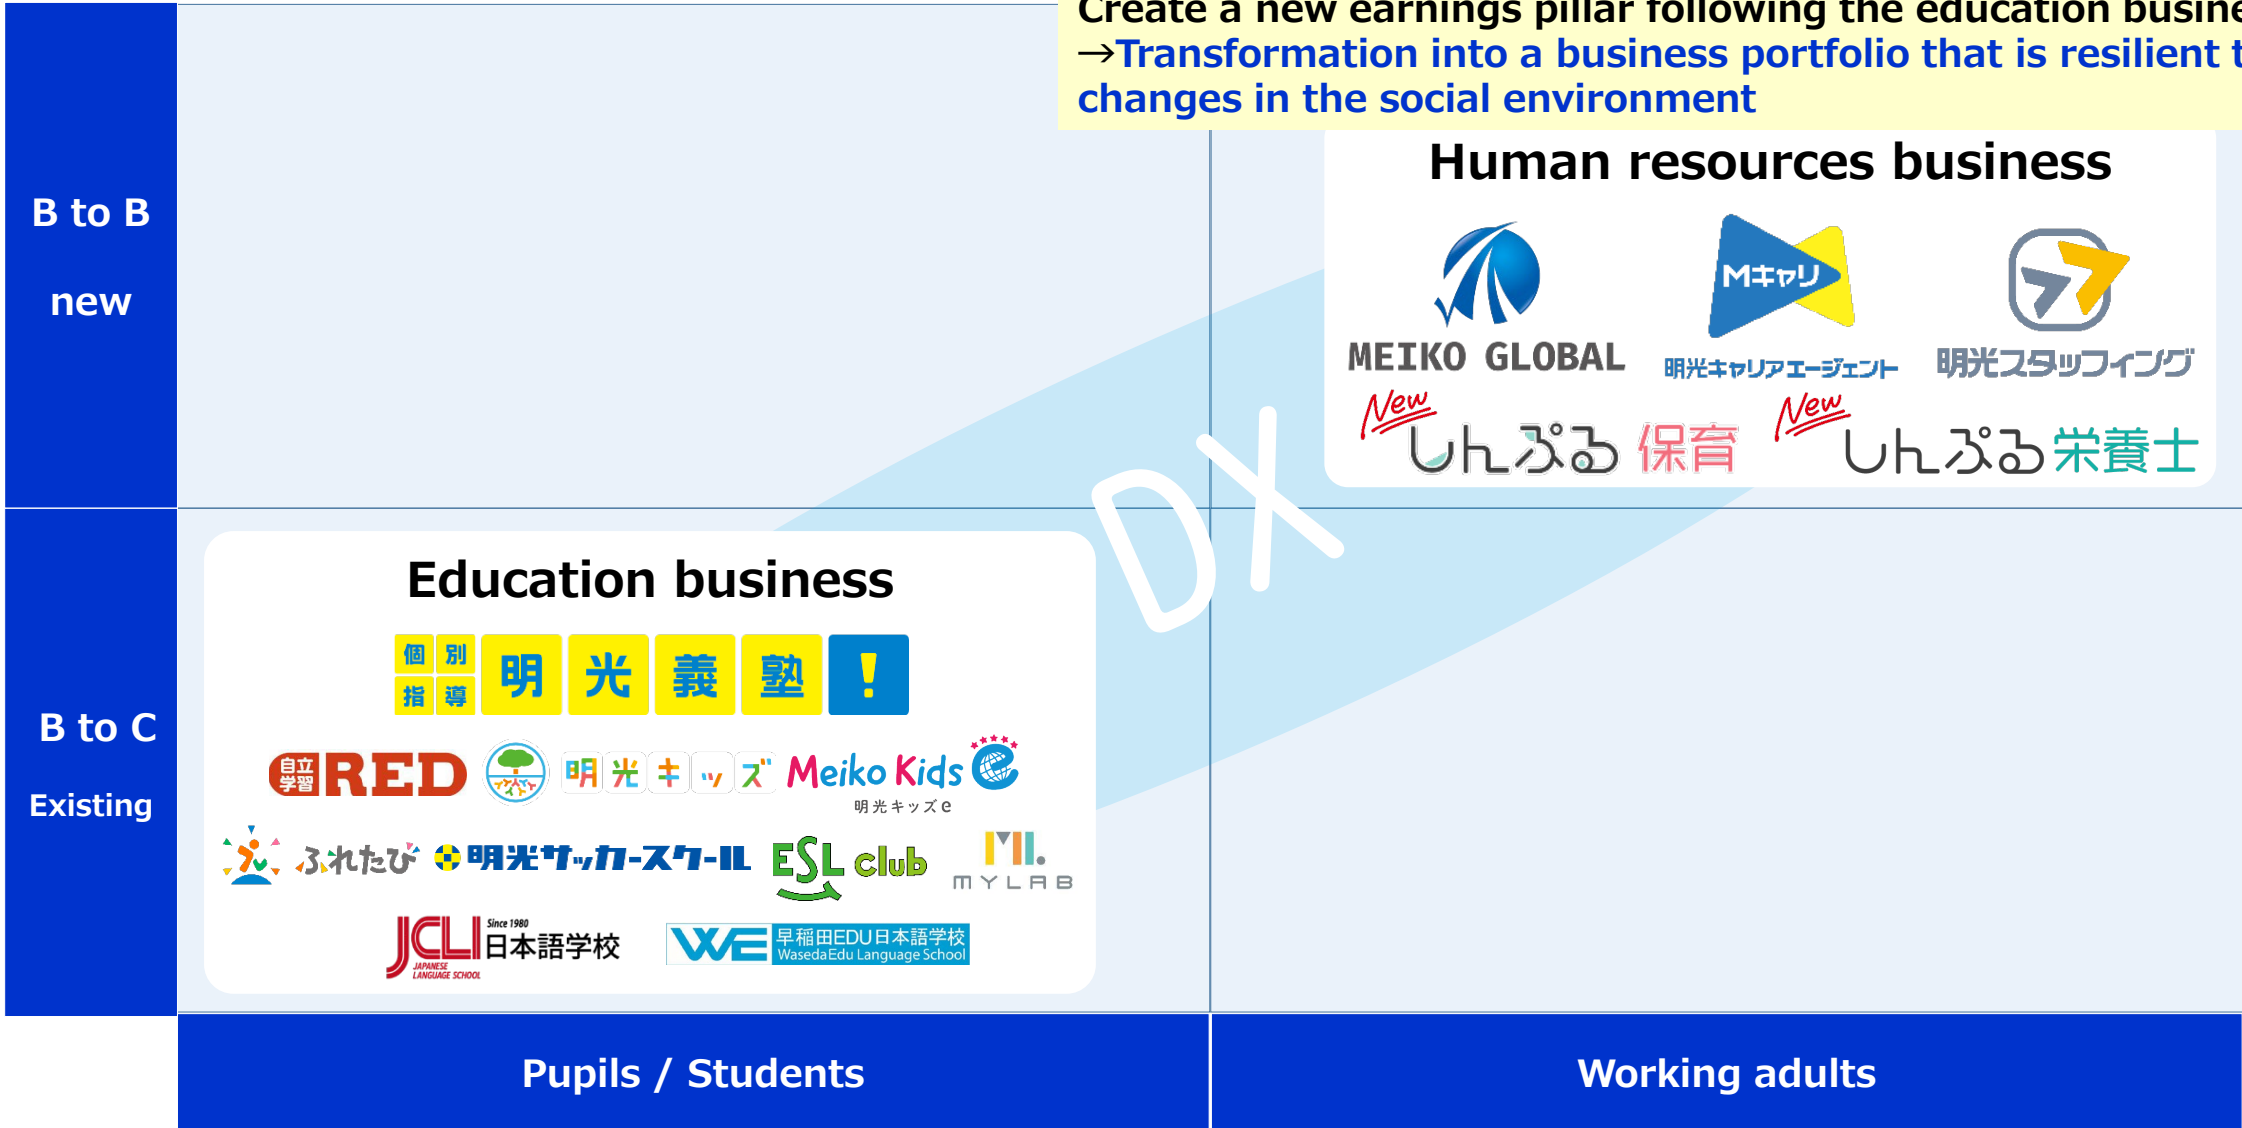 Create a new earnings pillar following the education busine
→Transformation into a business portfolio that is resilient t
changes in the social environment
B to B
new
Human resources business
MEIKO GLOBAL
Mキャリ
明光キャリアエージェント
明光スタッフィング
New
しんぷる保育
New
しんぷる栄養士
DX
B to C
Existing
Education business
個別
指導
明光義塾!
自立
学習
RED
明光キッズ
Meiko Kids e
明光キッズe
ふれたび
明光サッカースクール
ESL club
MYLAB
JCLI
Since 1980
日本語学校
JAPANESE
LANGUAGE SCHOOL
WE
早稲田EDU日本語学校
WasedaEdu Language School
Pupils / Students
Working adults